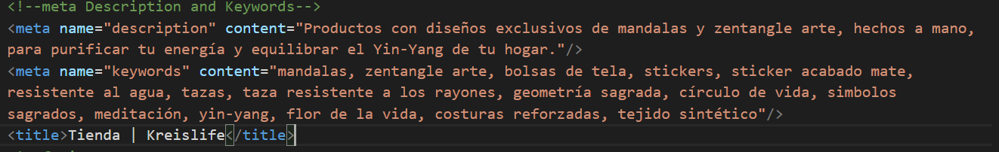 <!--meta Description and Keywords-->
<meta name="description" content="Productos con diseños exclusivos de mandalas y zentangle arte, hechos a mano,
para purificar tu energía y equilibrar el Yin-Yang de tu hogar."/>
<meta name="keywords" content="mandalas, zentangle arte, bolsas de tela, stickers, sticker acabado mate,
resistente al agua, tazas, taza resistente a los rayones, geometría sagrada, círculo de vida, simbolos
sagrados, meditación, yin-yang, flor de la vida, costuras reforzadas, tejido sintético"/>
<title>Tienda | Kreislife</title>